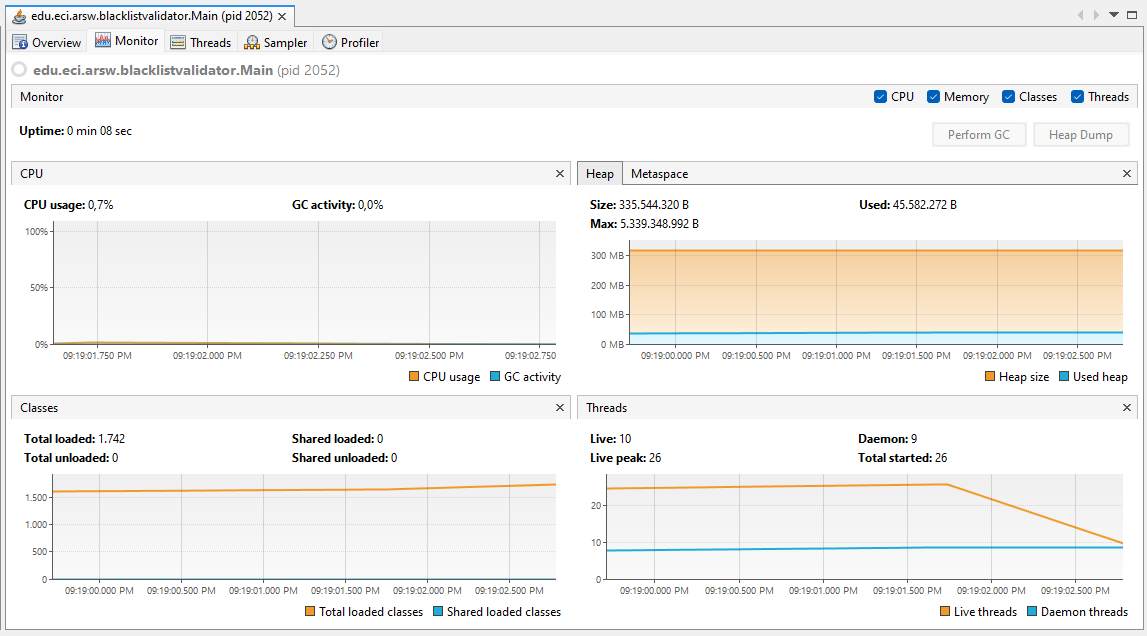 edu.eci.arsw.blacklistvalidator.Main (pid 2052)
Overview Monitor Threads Sampler Profiler
edu.eci.arsw.blacklistvalidator.Main (pid 2052)
Monitor CPU Memory Classes Threads
Uptime: 0 min 08 sec
Perform GC Heap Dump
CPU
CPU usage: 0,7% GC activity: 0,0%
100%
50%
0%
09:19:01.750 PM 09:19:02.000 PM 09:19:02.250 PM 09:19:02.500 PM 09:19:02.750
CPU usage GC activity
Heap Metaspace
Size: 335.544.320 B Used: 45.582.272 B
Max: 5.339.348.992 B
300 MB
200 MB
100 MB
0 MB
09:19:00.000 PM 09:19:00.500 PM 09:19:01.000 PM 09:19:01.500 PM 09:19:02.000 PM 09:19:02.500 PM
Heap size Used heap
Classes
Total loaded: 1.742 Shared loaded: 0
Total unloaded: 0 Shared unloaded: 0
1.500
1.000
500
0
09:19:00.000 PM 09:19:00.500 PM 09:19:01.000 PM 09:19:01.500 PM 09:19:02.000 PM 09:19:02.500 PM
Total loaded classes Shared loaded classes
Threads
Live: 10 Daemon: 9
Live peak: 26 Total started: 26
20
10
0
09:19:00.000 PM 09:19:00.500 PM 09:19:01.000 PM 09:19:01.500 PM 09:19:02.000 PM 09:19:02.500 PM
Live threads Daemon threads